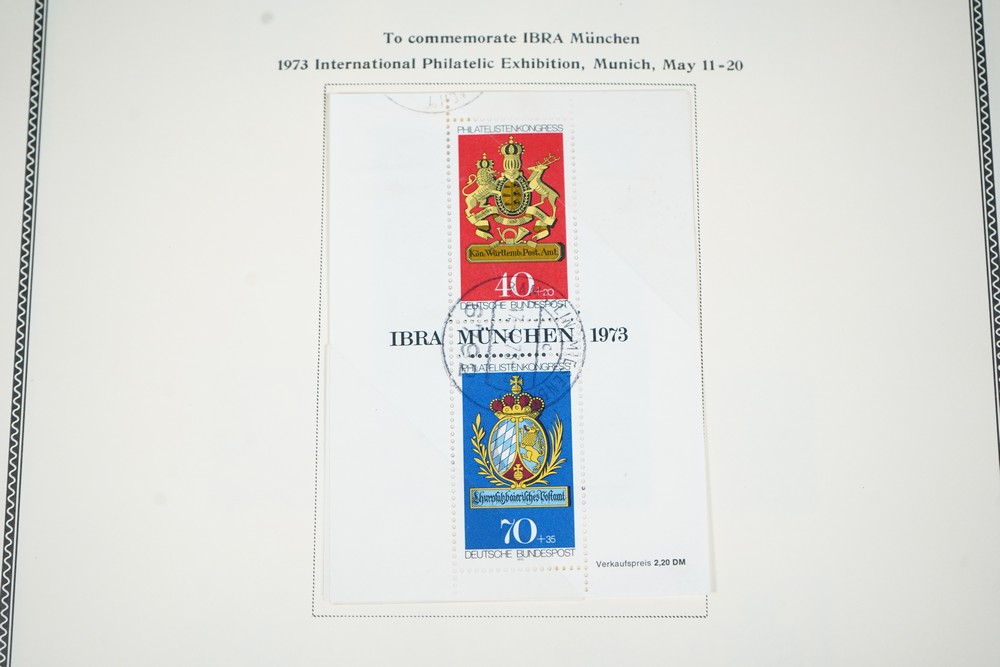 To commemorate IBRA München
1973 International Philatelic Exhibition, Munich, May 11-20
PHILATELISTENKONGRESS
Kön. Württemb. Post. Amt.
40+20
DEUTSCHE BUNDESPOST
IBRA MÜNCHEN 1973
PHILATELISTENKONGRESS
Churpfalzbaierisches Postamt
70+35
DEUTSCHE BUNDESPOST
Verkaufspreis 2,20 DM